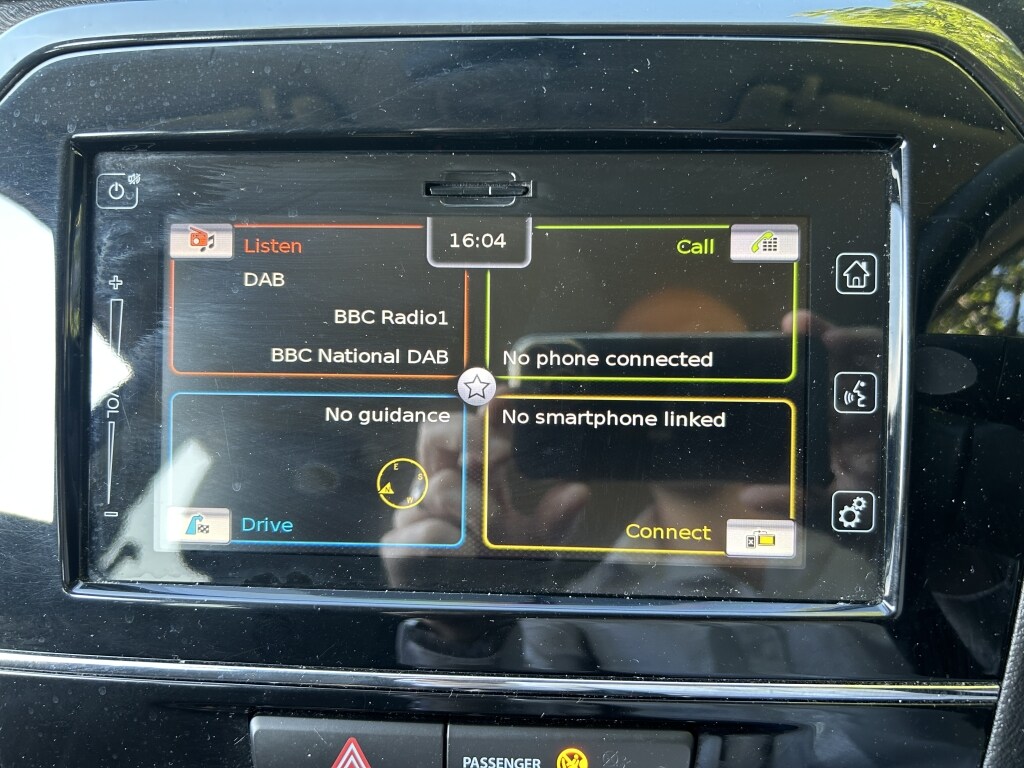 16:04
Listen
DAB
BBC Radio1
BBC National DAB
Call
No phone connected
No guidance
E
S
W
Drive
No smartphone linked
Connect
+
VOL
-
PASSENGER